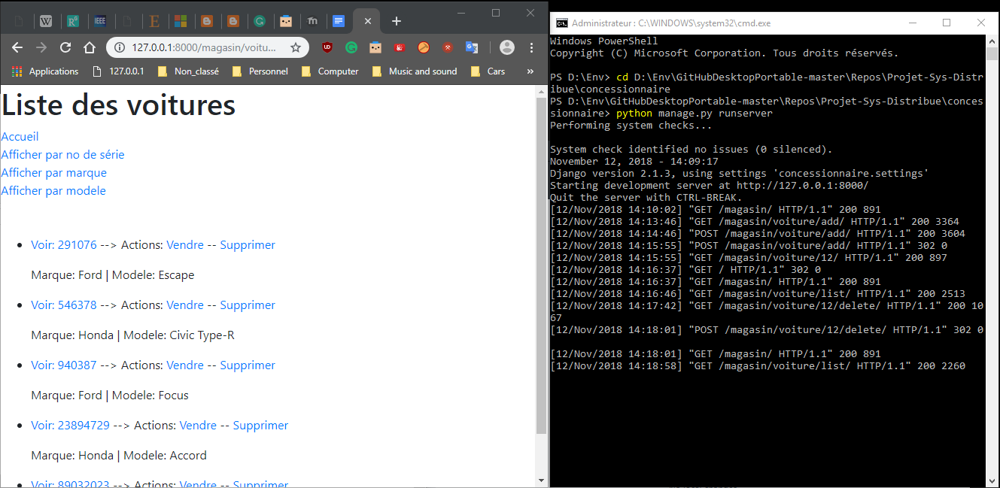 W
R⁶
IEEE
E
G
m
127.0.0.1:8000/magasin/voitu...
UD
G
Applications
127.0.0.1
Non_classé
Personnel
Computer
Music and sound
Cars
»
Liste des voitures
Accueil
Afficher par no de série
Afficher par marque
Afficher par modele
Voir: 291076 --> Actions: Vendre -- Supprimer
Marque: Ford | Modele: Escape
Voir: 546378 --> Actions: Vendre -- Supprimer
Marque: Honda | Modele: Civic Type-R
Voir: 940387 --> Actions: Vendre -- Supprimer
Marque: Ford | Modele: Focus
Voir: 23894729 --> Actions: Vendre -- Supprimer
Marque: Honda | Modele: Accord
Voir: 89032023 --> Actions: Vendre -- Supprimer
Administrateur : C:\WINDOWS\system32\cmd.exe
Windows PowerShell
Copyright (C) Microsoft Corporation. Tous droits réservés.
PS D:\Env> cd D:\Env\GitHubDesktopPortable-master\Repos\Projet-Sys-Distr
ibue\concessionnaire
PS D:\Env\GitHubDesktopPortable-master\Repos\Projet-Sys-Distribue\conces
sionnaire> python manage.py runserver
Performing system checks...
System check identified no issues (0 silenced).
November 12, 2018 - 14:09:17
Django version 2.1.3, using settings 'concessionnaire.settings'
Starting development server at http://127.0.0.1:8000/
Quit the server with CTRL-BREAK.
[12/Nov/2018 14:10:02] "GET /magasin/ HTTP/1.1" 200 891
[12/Nov/2018 14:13:46] "GET /magasin/voiture/add/ HTTP/1.1" 200 3364
[12/Nov/2018 14:14:46] "POST /magasin/voiture/add/ HTTP/1.1" 200 3604
[12/Nov/2018 14:15:55] "POST /magasin/voiture/add/ HTTP/1.1" 302 0
[12/Nov/2018 14:15:55] "GET /magasin/voiture/12/ HTTP/1.1" 200 897
[12/Nov/2018 14:16:37] "GET / HTTP/1.1" 302 0
[12/Nov/2018 14:16:37] "GET /magasin/ HTTP/1.1" 200 891
[12/Nov/2018 14:16:46] "GET /magasin/voiture/list/ HTTP/1.1" 200 2513
[12/Nov/2018 14:17:42] "GET /magasin/voiture/12/delete/ HTTP/1.1" 200 10
67
[12/Nov/2018 14:18:01] "POST /magasin/voiture/12/delete/ HTTP/1.1" 302 0
[12/Nov/2018 14:18:01] "GET /magasin/ HTTP/1.1" 200 891
[12/Nov/2018 14:18:58] "GET /magasin/voiture/list/ HTTP/1.1" 200 2260